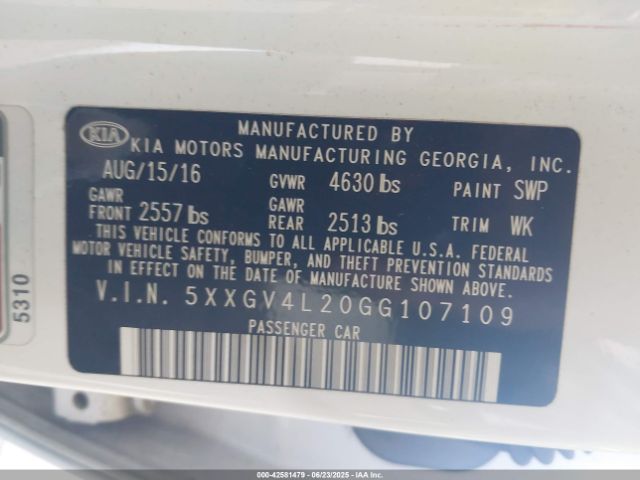 KIA
MANUFACTURED BY
KIA MOTORS MANUFACTURING GEORGIA, INC.
AUG/15/16 GVWR 4630 lbs PAINT SWP
GAWR FRONT 2557 lbs GAWR REAR 2513 lbs TRIM WK
THIS VEHICLE CONFORMS TO ALL APPLICABLE U.S.A. FEDERAL
MOTOR VEHICLE SAFETY, BUMPER, AND THEFT PREVENTION STANDARDS
IN EFFECT ON THE DATE OF MANUFACTURE SHOWN ABOVE.
V.I.N. 5XXGV4L20GG107109
PASSENGER CAR
5310
000-42581479 - 06/23/2025 - IAAI.COM